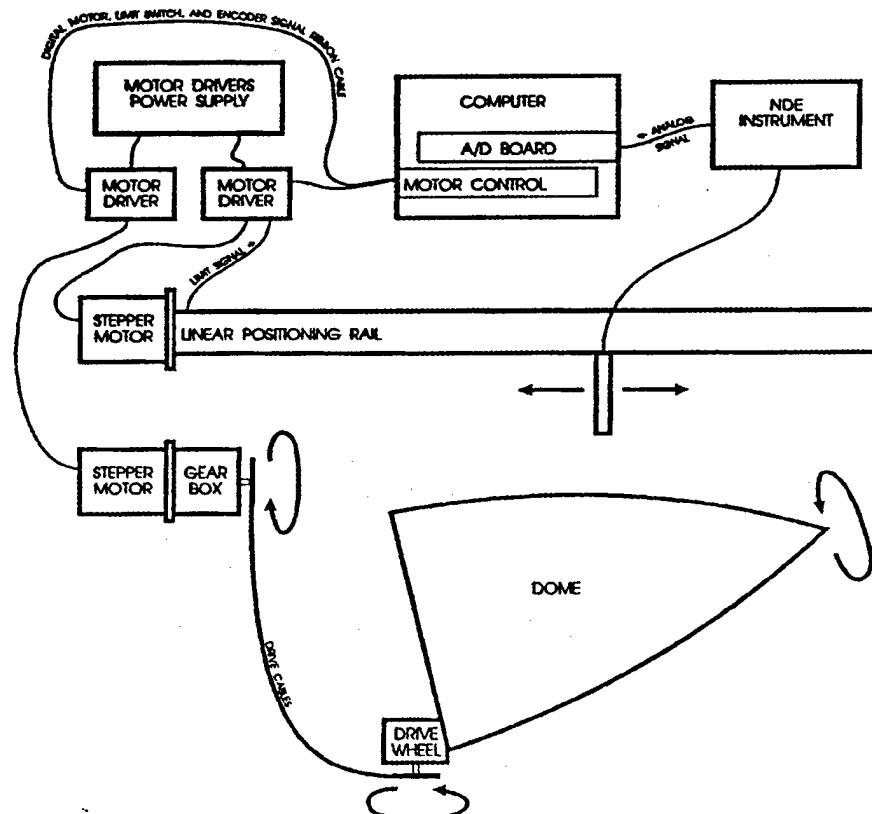 DIGITAL MOTOR, LIMIT SWITCH, AND ENCODER SIGNAL RIBBON CABLE
MOTOR DRIVERS
POWER SUPPLY
COMPUTER
A/D BOARD
MOTOR CONTROL
← ANALOG
SIGNAL
NDE
INSTRUMENT
MOTOR
DRIVER
MOTOR
DRIVER
LIMIT SIGNAL →
STEPPER
MOTOR
LINEAR POSITIONING RAIL
STEPPER
MOTOR
GEAR
BOX
DOME
DRIVE CABLES
DRIVE
WHEEL